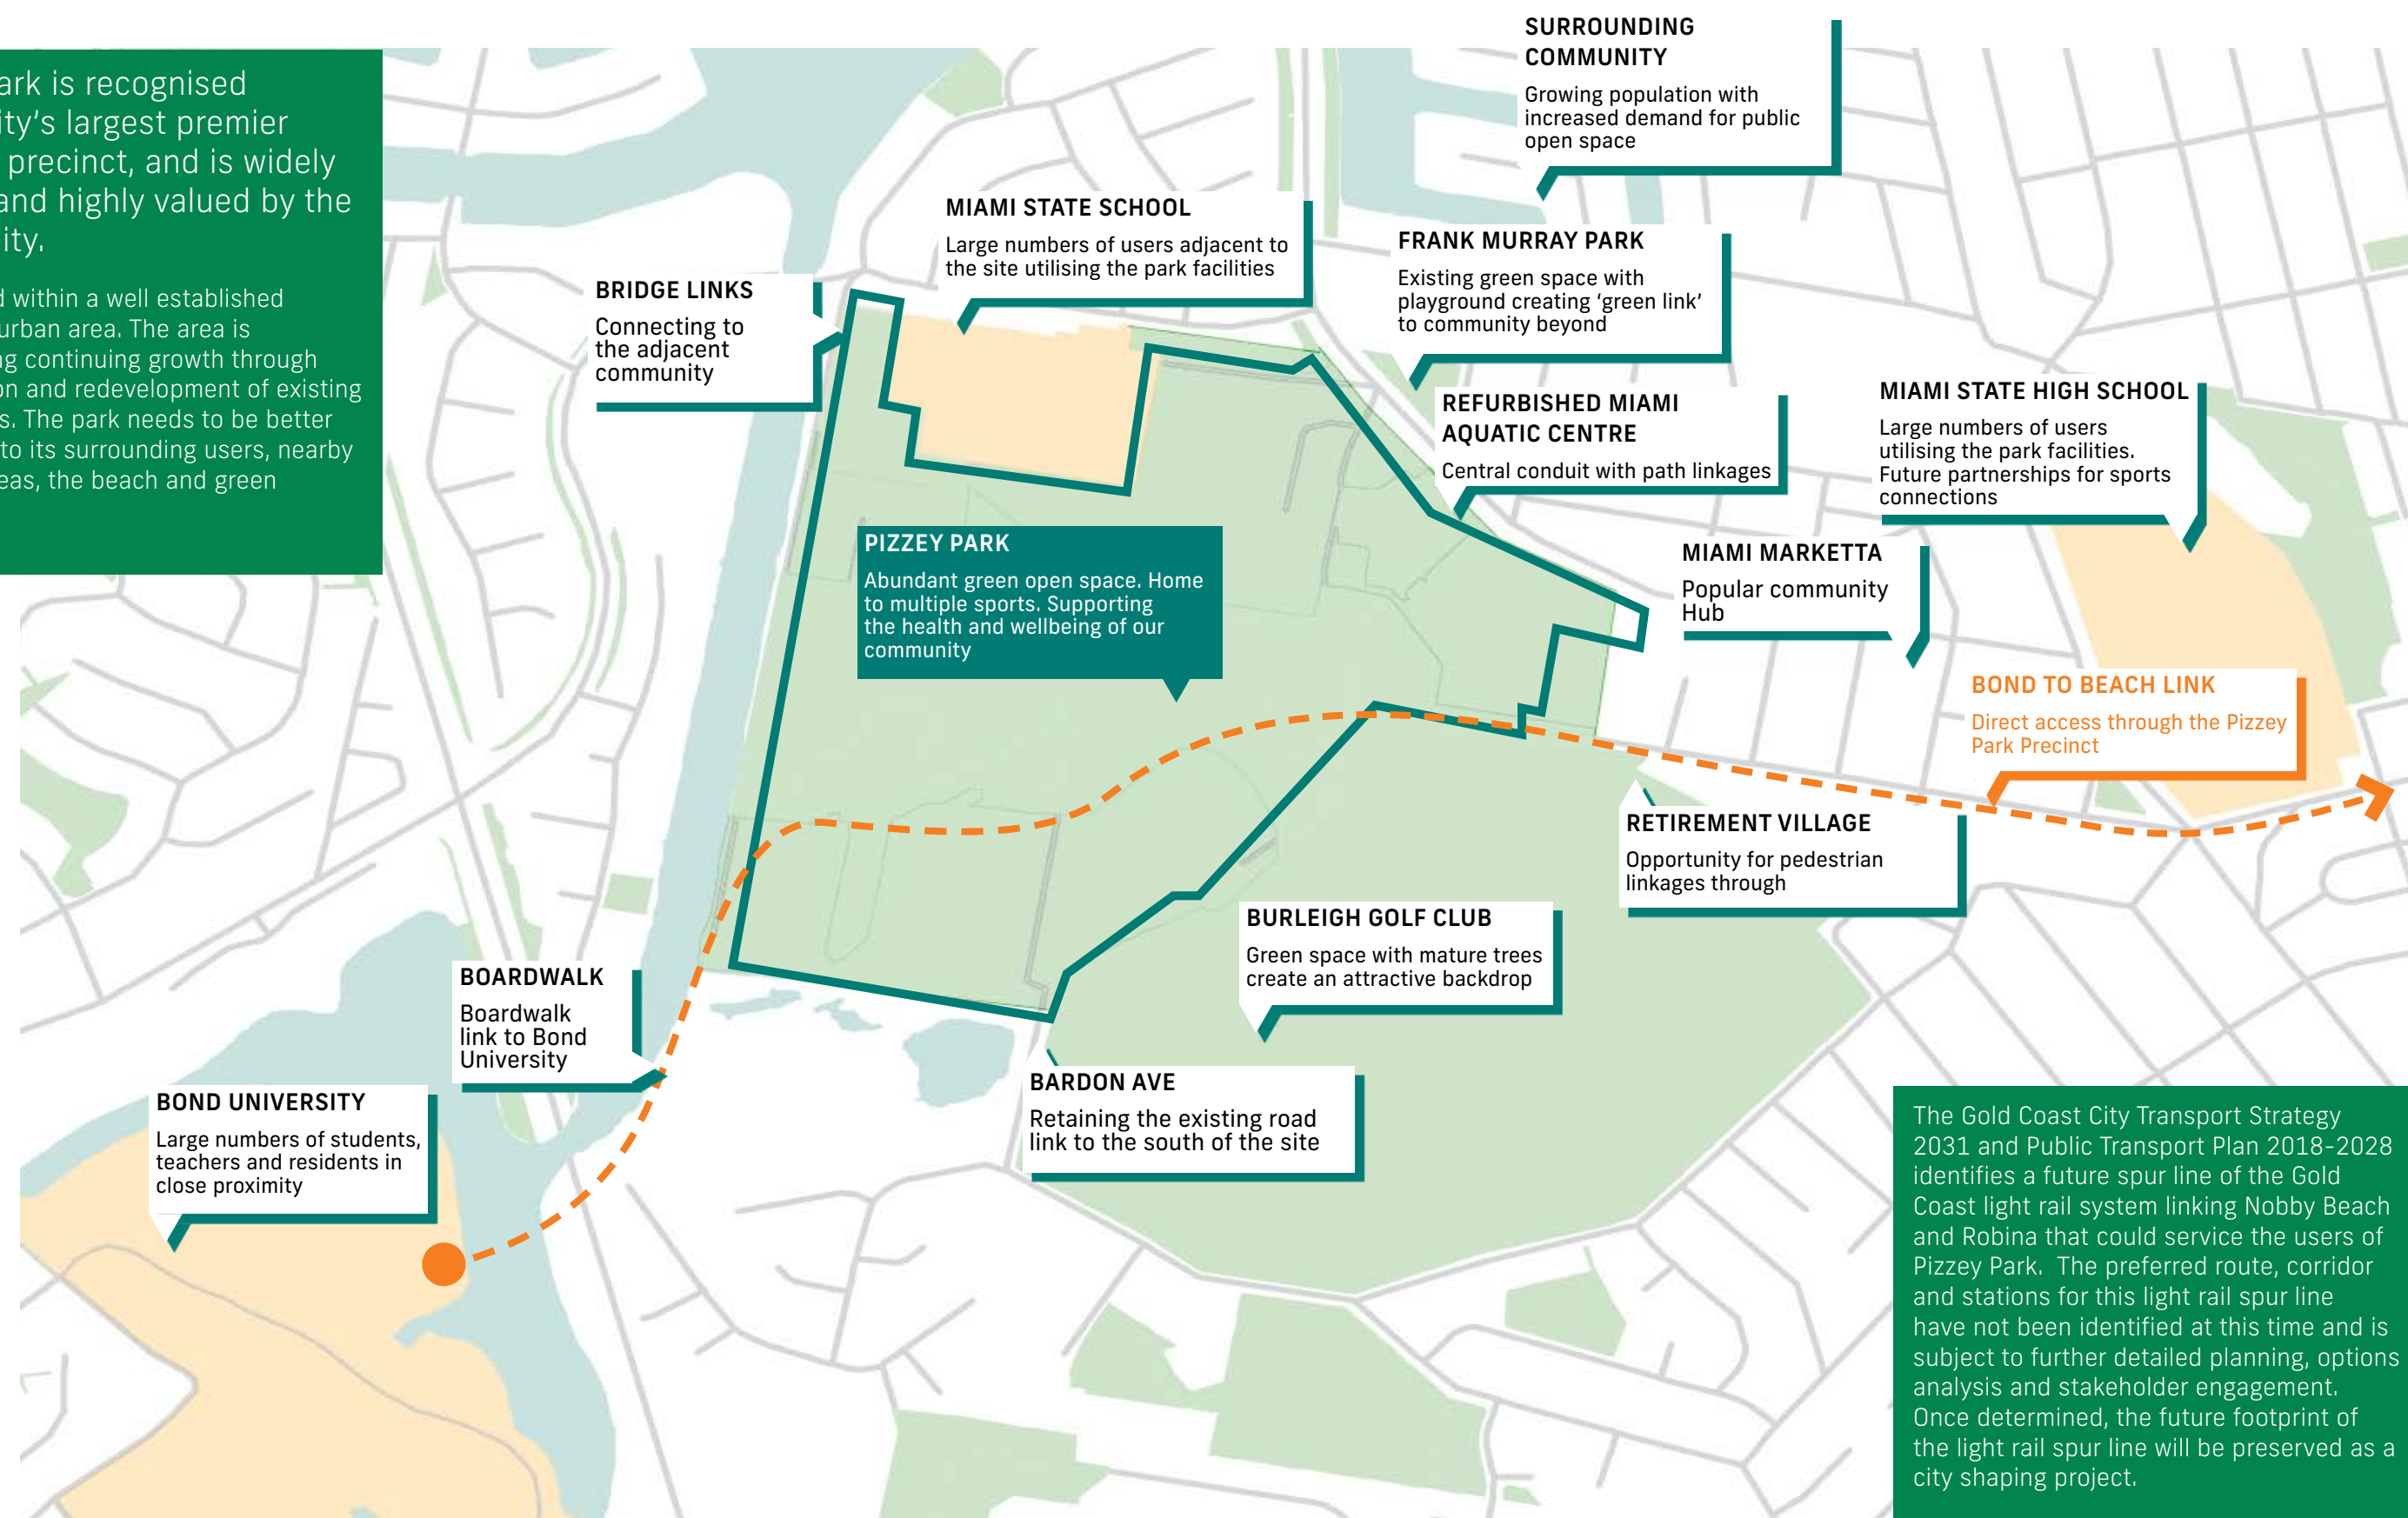 ark is recognised
ity's largest premier
precinct, and is widely
and highly valued by the
ity.
d within a well established
urban area. The area is
ng continuing growth through
on and redevelopment of existing
s. The park needs to be better
to its surrounding users, nearby
eas, the beach and green
SURROUNDING
COMMUNITY
Growing population with
increased demand for public
open space
MIAMI STATE SCHOOL
Large numbers of users adjacent to
the site utilising the park facilities
FRANK MURRAY PARK
Existing green space with
playground creating 'green link'
to community beyond
BRIDGE LINKS
Connecting to
the adjacent
community
REFURBISHED MIAMI
AQUATIC CENTRE
Central conduit with path linkages
MIAMI STATE HIGH SCHOOL
Large numbers of users
utilising the park facilities.
Future partnerships for sports
connections
PIZZEY PARK
Abundant green open space. Home
to multiple sports. Supporting
the health and wellbeing of our
community
MIAMI MARKETTA
Popular community
Hub
BOND TO BEACH LINK
Direct access through the Pizzey
Park Precinct
RETIREMENT VILLAGE
Opportunity for pedestrian
linkages through
BURLEIGH GOLF CLUB
Green space with mature trees
create an attractive backdrop
BOARDWALK
Boardwalk
link to Bond
University
BARDON AVE
Retaining the existing road
link to the south of the site
BOND UNIVERSITY
Large numbers of students,
teachers and residents in
close proximity
The Gold Coast City Transport Strategy
2031 and Public Transport Plan 2018-2028
identifies a future spur line of the Gold
Coast light rail system linking Nobby Beach
and Robina that could service the users of
Pizzey Park. The preferred route, corridor
and stations for this light rail spur line
have not been identified at this time and is
subject to further detailed planning, options
analysis and stakeholder engagement.
Once determined, the future footprint of
the light rail spur line will be preserved as a
city shaping project.